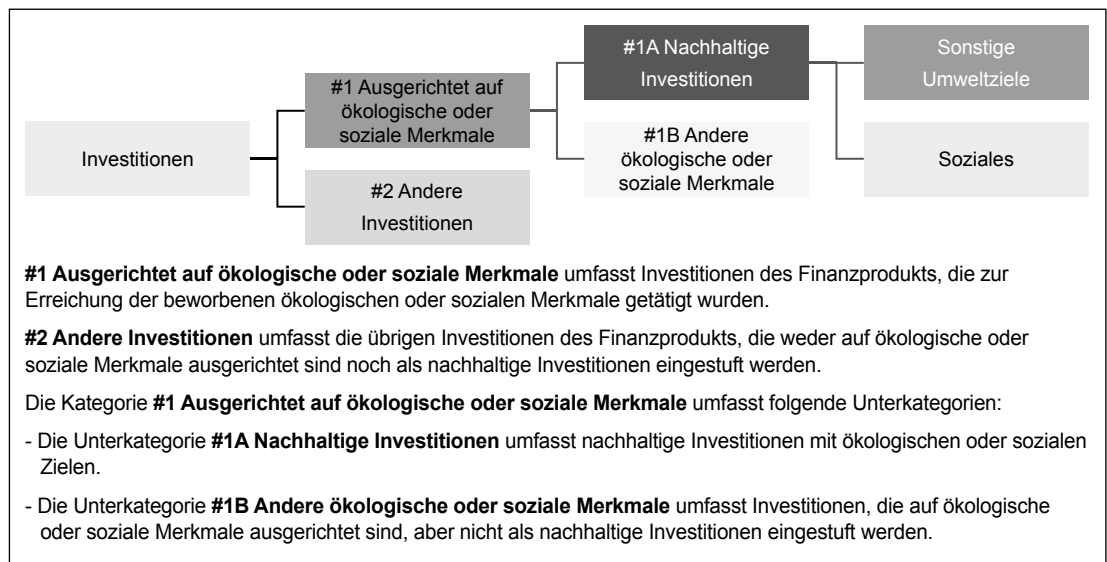 #1A Nachhaltige
Investitionen
Sonstige
Umweltziele
#1 Ausgerichtet auf
ökologische oder
soziale Merkmale
Investitionen
#1B Andere
ökologische oder
soziale Merkmale
Soziales
#2 Andere
Investitionen
#1 Ausgerichtet auf ökologische oder soziale Merkmale umfasst Investitionen des Finanzprodukts, die zur
Erreichung der beworbenen ökologischen oder sozialen Merkmale getätigt wurden.
#2 Andere Investitionen umfasst die übrigen Investitionen des Finanzprodukts, die weder auf ökologische oder
soziale Merkmale ausgerichtet sind noch als nachhaltige Investitionen eingestuft werden.
Die Kategorie #1 Ausgerichtet auf ökologische oder soziale Merkmale umfasst folgende Unterkategorien:
- Die Unterkategorie #1A Nachhaltige Investitionen umfasst nachhaltige Investitionen mit ökologischen oder sozialen
Zielen.
- Die Unterkategorie #1B Andere ökologische oder soziale Merkmale umfasst Investitionen, die auf ökologische
oder soziale Merkmale ausgerichtet sind, aber nicht als nachhaltige Investitionen eingestuft werden.